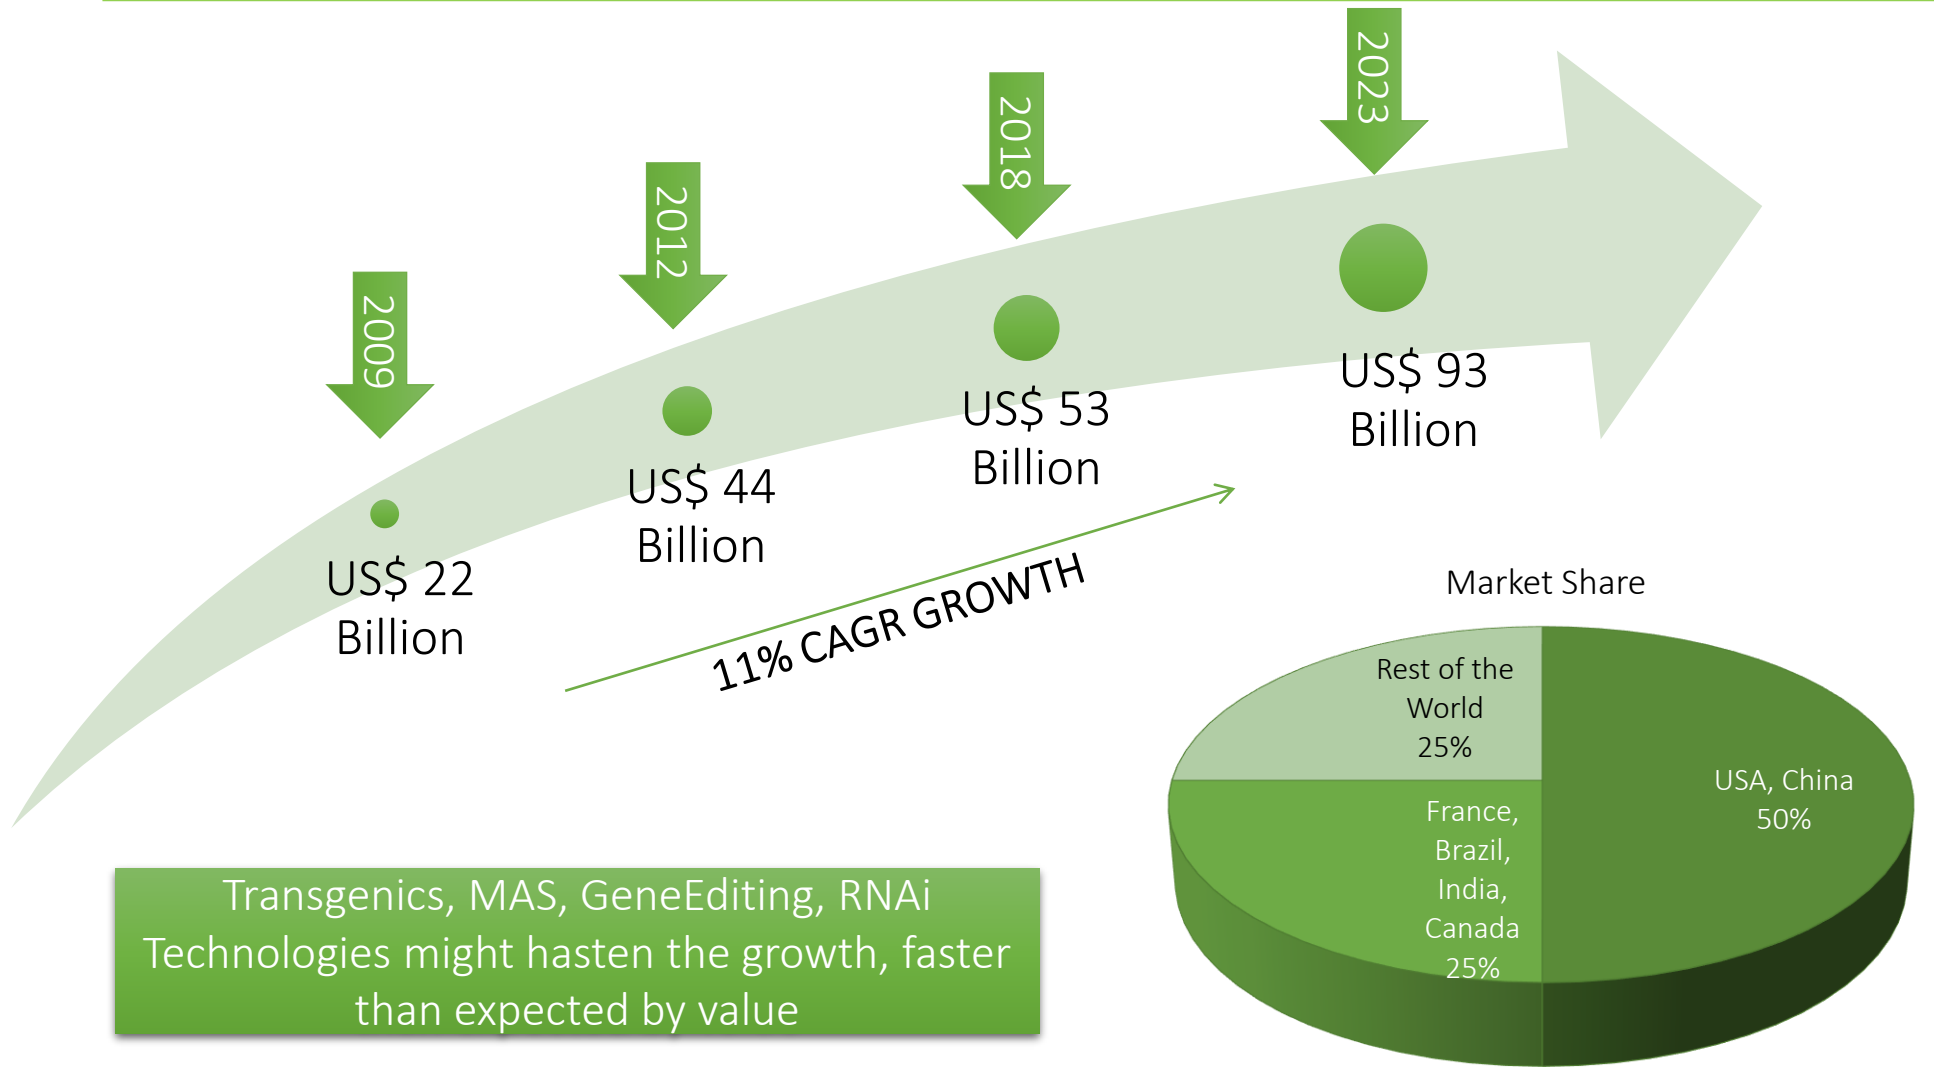 2009
US$ 22
Billion
2012
US$ 44
Billion
2018
US$ 53
Billion
2023
US$ 93
Billion
11% CAGR GROWTH
Transgenics, MAS, GeneEditing, RNAi
Technologies might hasten the growth, faster
than expected by value
Market Share
Rest of the
World
25%
USA, China
50%
France,
Brazil,
India,
Canada
25%